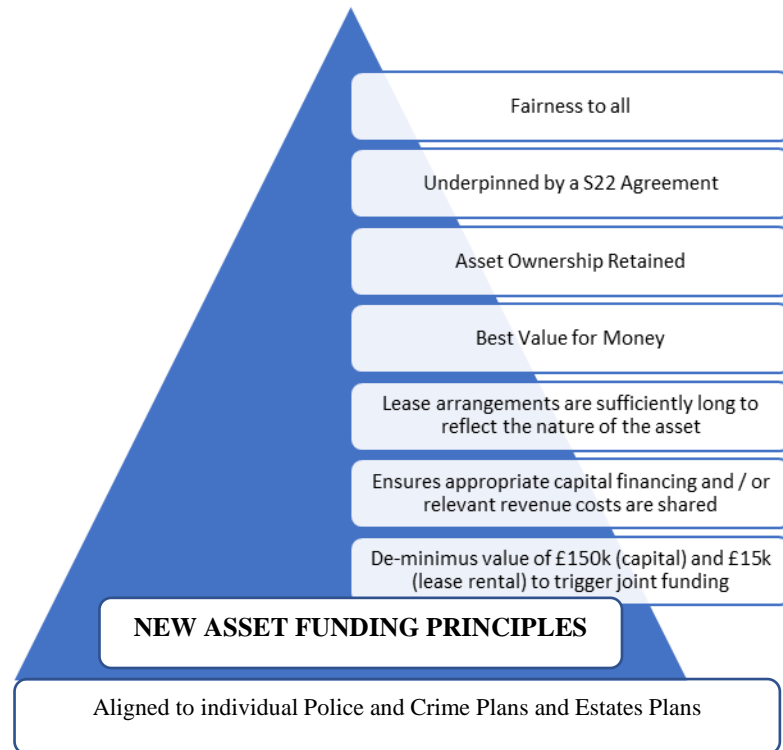 Fairness to all
Underpinned by a S22 Agreement
Asset Ownership Retained
Best Value for Money
Lease arrangements are sufficiently long to
reflect the nature of the asset
Ensures appropriate capital financing and / or
relevant revenue costs are shared
De-minimus value of £150k (capital) and £15k
(lease rental) to trigger joint funding
NEW ASSET FUNDING PRINCIPLES
Aligned to individual Police and Crime Plans and Estates Plans